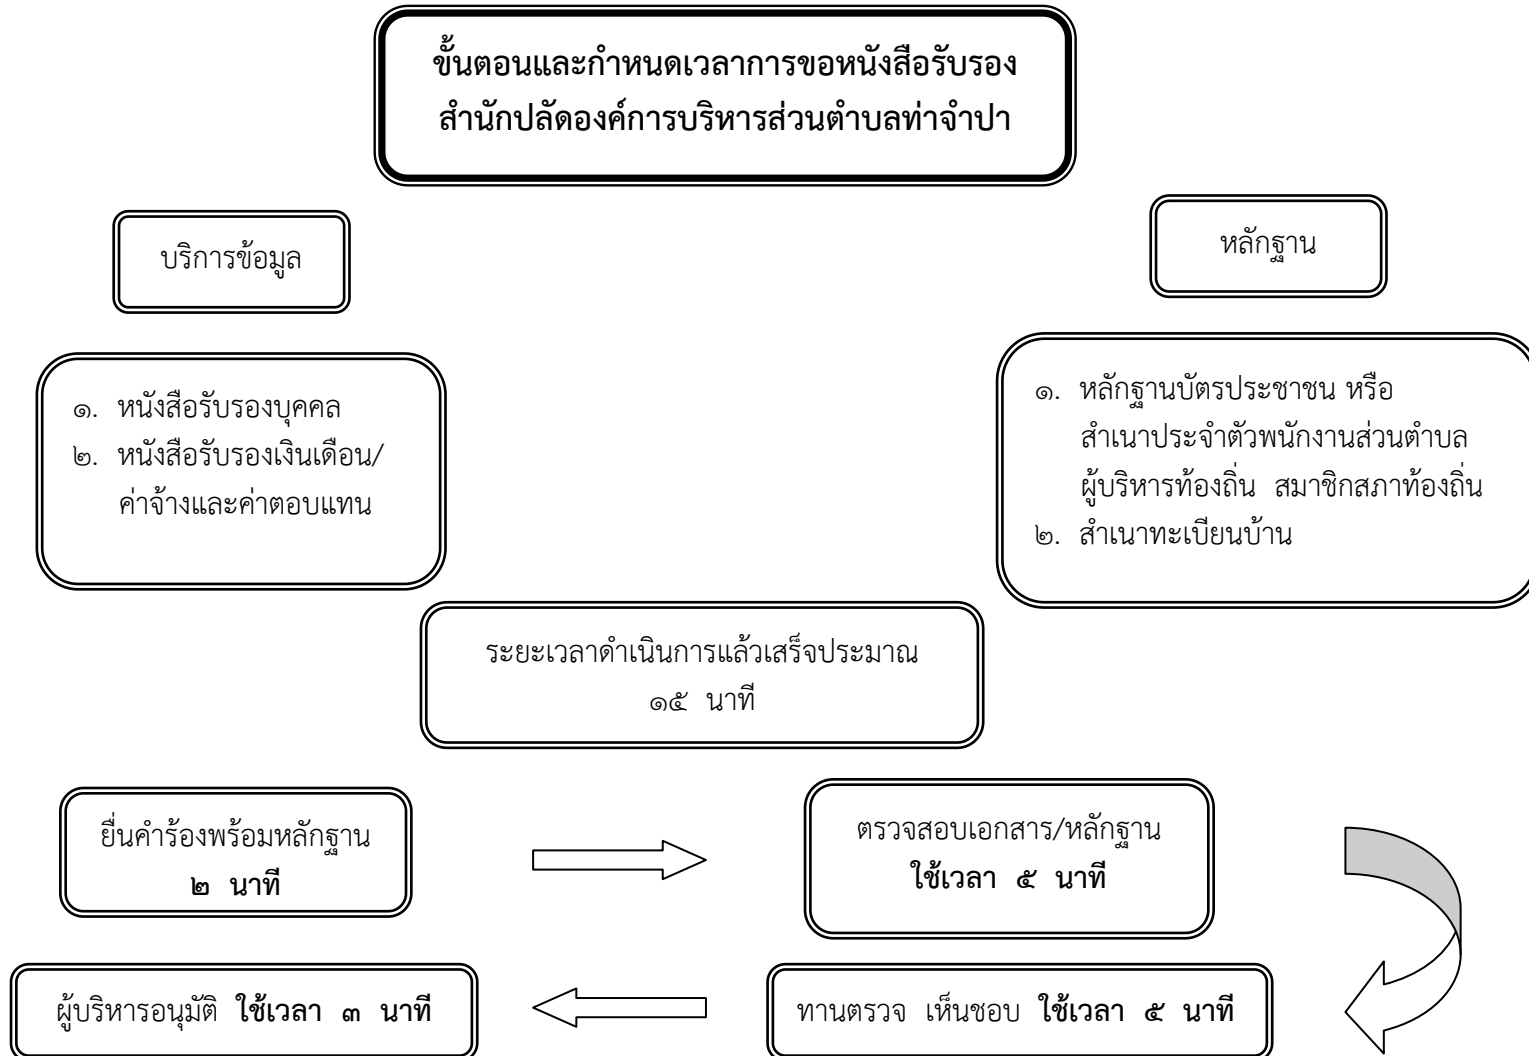 ขั้นตอนและกำหนดเวลาการขอหนังสือรับรอง
สำนักปลัดองค์การบริหารส่วนตำบลท่าจำปา
บริการข้อมูล
หลักฐาน
๑. หนังสือรับรองบุคคล
๒. หนังสือรับรองเงินเดือน/
ค่าจ้างและค่าตอบแทน
๑. หลักฐานบัตรประชาชน หรือ
สำเนาประจำตัวพนักงานส่วนตำบล
ผู้บริหารท้องถิ่น สมาชิกสภาท้องถิ่น
๒. สำเนาทะเบียนบ้าน
ระยะเวลาดำเนินการแล้วเสร็จประมาณ
๑๕ นาที
ยื่นคำร้องพร้อมหลักฐาน
๒ นาที
ตรวจสอบเอกสาร/หลักฐาน
ใช้เวลา ๕ นาที
ทานตรวจ เห็นชอบ ใช้เวลา ๕ นาที
ผู้บริหารอนุมัติ ใช้เวลา ๓ นาที